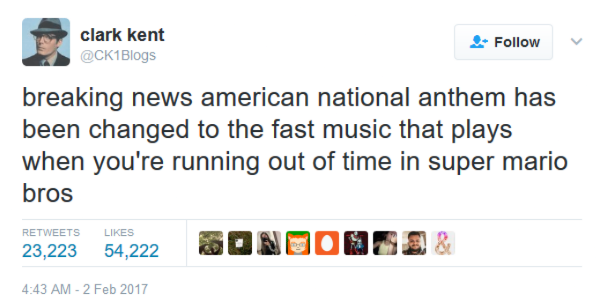 clark kent
@CK1Blogs
Follow
breaking news american national anthem has
been changed to the fast music that plays
when you're running out of time in super mario
bros
RETWEETS
23,223
LIKES
54,222
4:43 AM - 2 Feb 2017